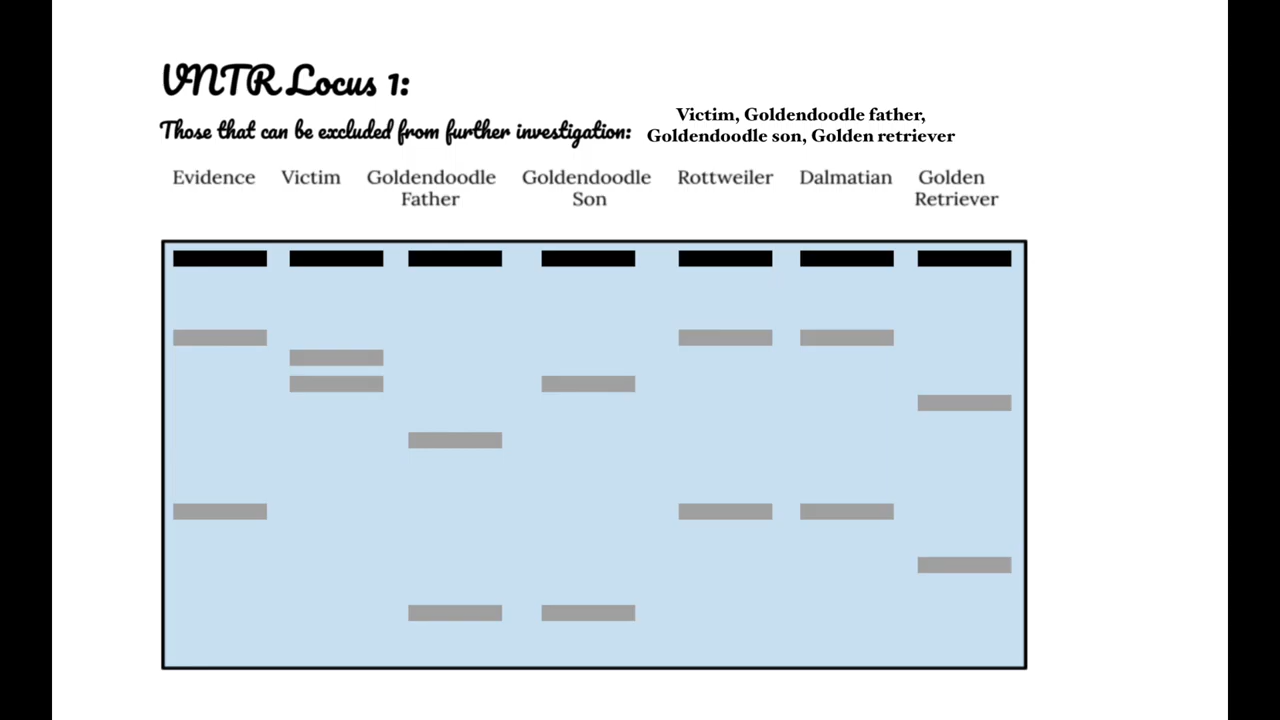 VNTR Locus 1:
Those that can be excluded from further investigation:
Victim, Goldendoodle father,
Goldendoodle son, Golden retriever
Evidence Victim Goldendoodle Goldendoodle Rottweiler Dalmatian Golden
Father Son Retriever